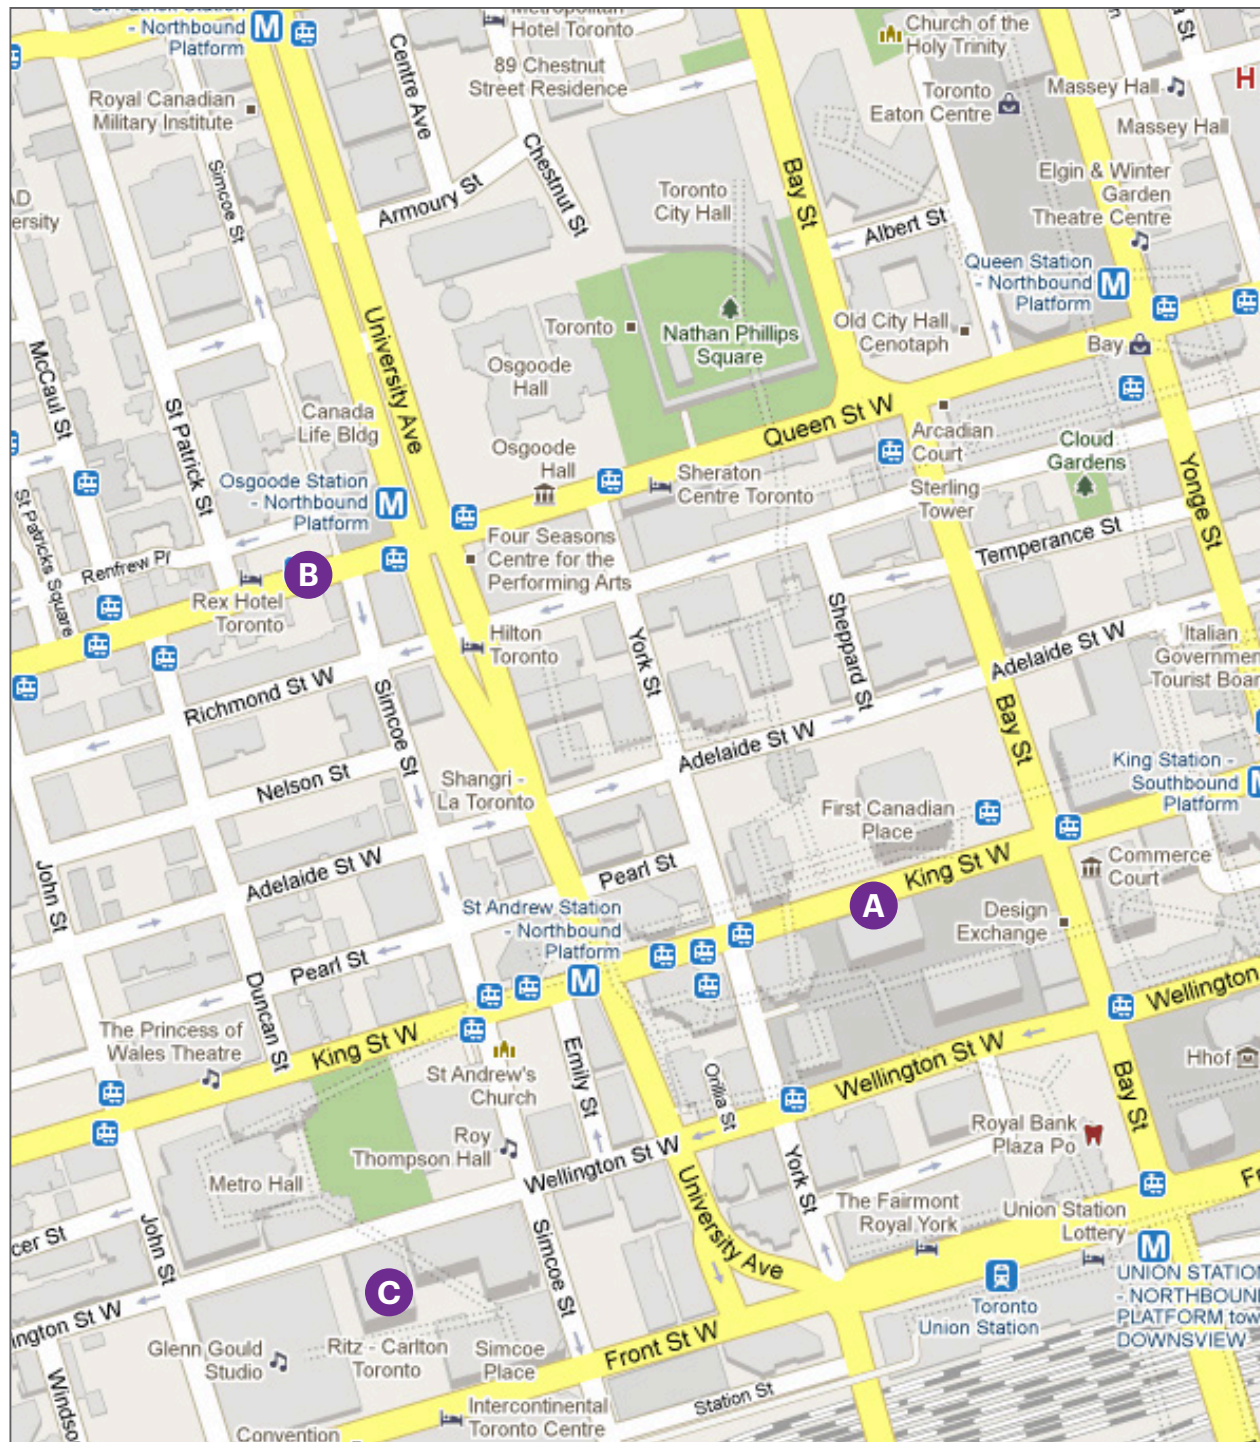 St Patrick Station
- Northbound
Platform
Metropolitan
Hotel Toronto
89 Chestnut
Street Residence
Centre Ave
Church of the
Holy Trinity
Toronto
Eaton Centre
Massey Hall
Massey Hall
H
Royal Canadian
Military Institute
Simcoe St
Chestnut St
Armoury St
Toronto
City Hall
Bay St
Albert St
Elgin & Winter
Garden
Theatre Centre
Queen Station
- Northbound
Platform
M
University Ave
Toronto
Nathan Phillips
Square
Old City Hall
Cenotaph
Bay
McCaul St
St Patrick St
Canada
Life Bldg
Osgoode
Hall
Osgoode
Hall
Queen St W
Arcadian
Court
Cloud
Gardens
Yonge St
St Patricks Square
Osgoode Station
- Northbound
Platform
M
Sheraton
Centre Toronto
Sterling
Tower
Temperance St
Four Seasons
Centre for the
Performing Arts
Renfrew Pl
B
Rex Hotel
Toronto
Hilton
Toronto
York St
Sheppard St
Adelaide St W
Italian
Government
Tourist Boar
Richmond St W
Simcoe St
Nelson St
Adelaide St W
Bay St
Shangri -
La Toronto
First Canadian
Place
King Station -
Southbound
Platform
John St
Adelaide St W
Pearl St
King St W
A
Commerce
Court
St Andrew Station
- Northbound
Platform
M
Design
Exchange
Pearl St
Duncan St
Wellington
The Princess of
Wales Theatre
King St W
St Andrew's
Church
Emily St
Orillia St
Wellington St W
Bay St
Hhof
Roy
Thompson Hall
Royal Bank
Plaza Po
Metro Hall
Wellington St W
York St
The Fairmont
Royal York
Union Station
Lottery
cer St
John St
Simcoe St
University Ave
M
UNION STATION
- NORTHBOUND
PLATFORM tow
DOWNSVIEW
C
Toronto
Union Station
ington St W
Glenn Gould
Studio
Ritz - Carlton
Toronto
Simcoe
Place
Front St W
Windso
Intercontinental
Toronto Centre
Station St
Convention